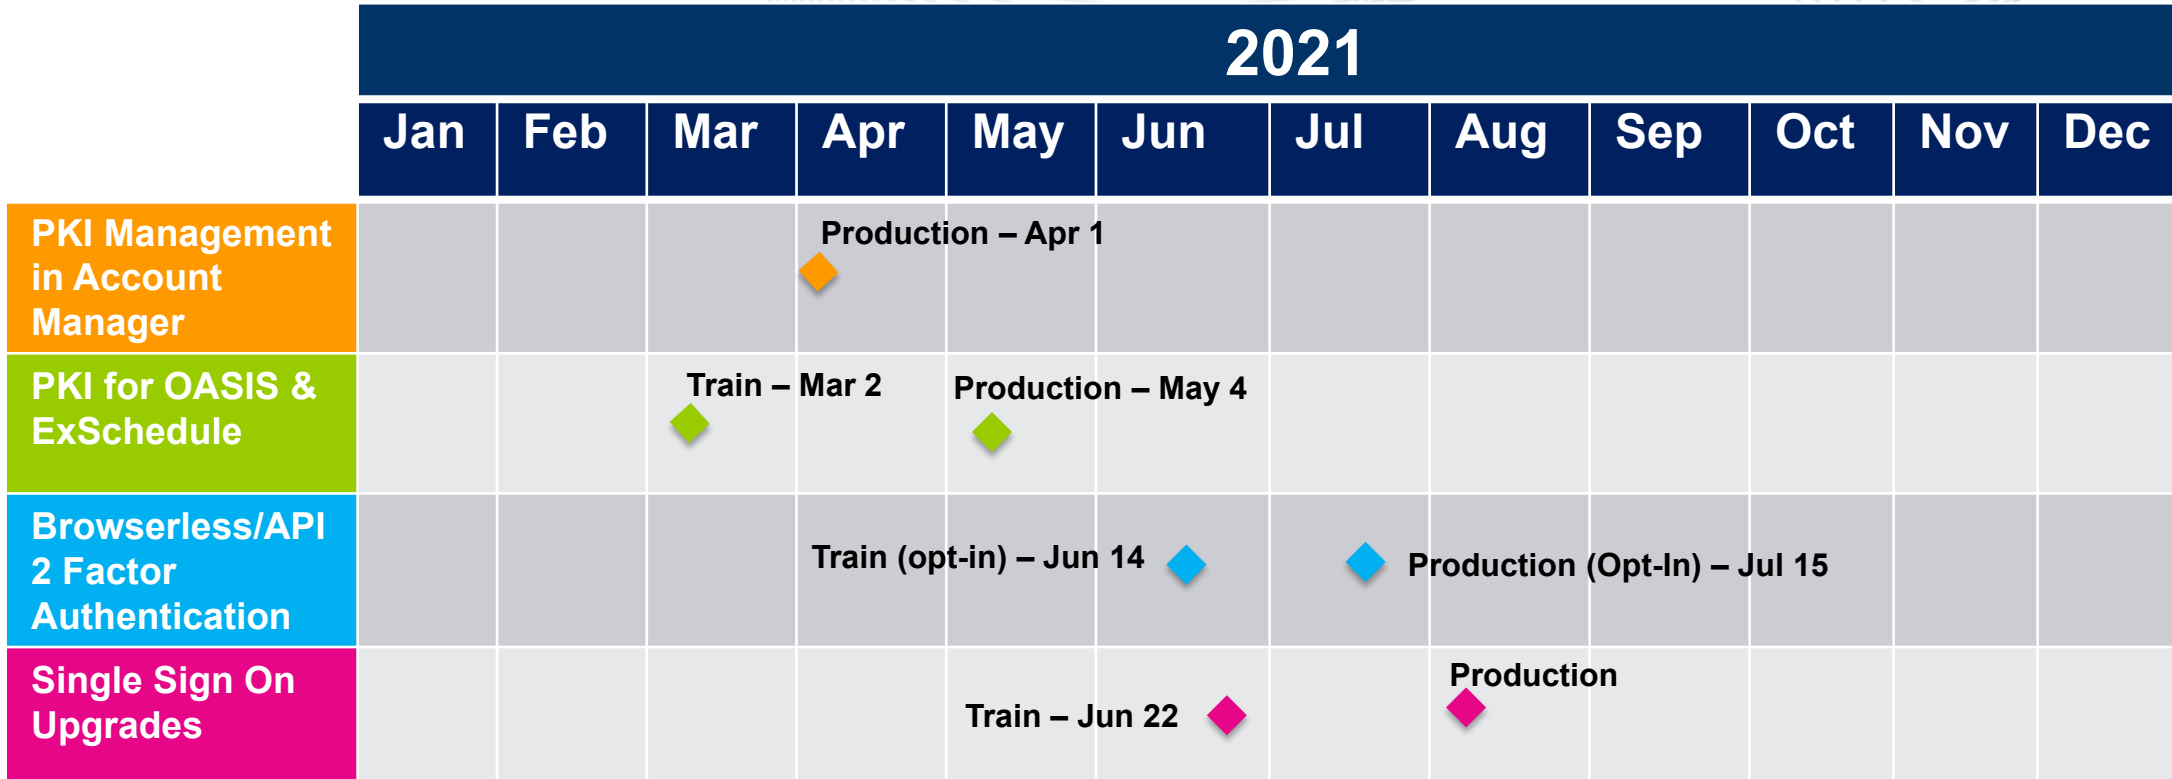 2021
Jan Feb Mar Apr May Jun Jul Aug Sep Oct Nov Dec
PKI Management
in Account
Manager
Production – Apr 1
PKI for OASIS &
ExSchedule
Train – Mar 2
Production – May 4
Browserless/API
2 Factor
Authentication
Train (opt-in) – Jun 14
Production (Opt-In) – Jul 15
Single Sign On
Upgrades
Train – Jun 22
Production